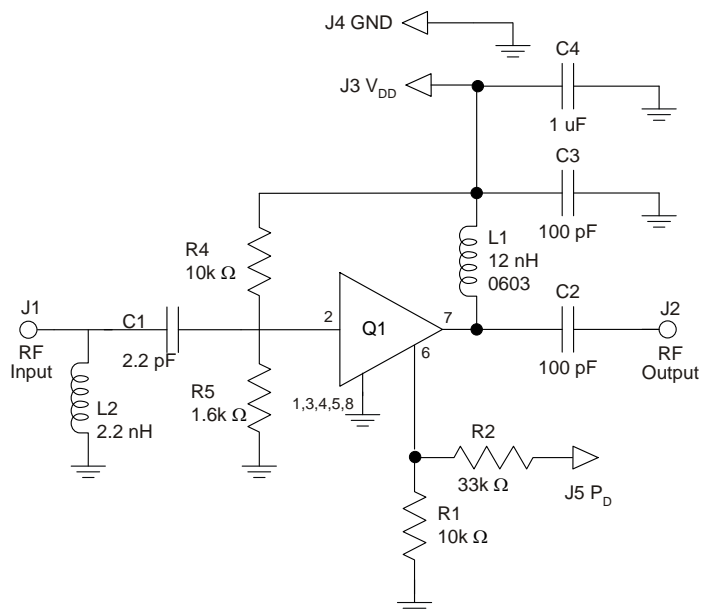 J4 GND
C4
J3 V_DD
1 uF
C3
100 pF
R4
10k Ω
L1
12 nH
0603
J1
RF
Input
C1
2.2 pF
2
Q1
7
6
C2
100 pF
J2
RF
Output
L2
2.2 nH
R5
1.6k Ω
1,3,4,5,8
R2
33k Ω
J5 P_D
R1
10k Ω